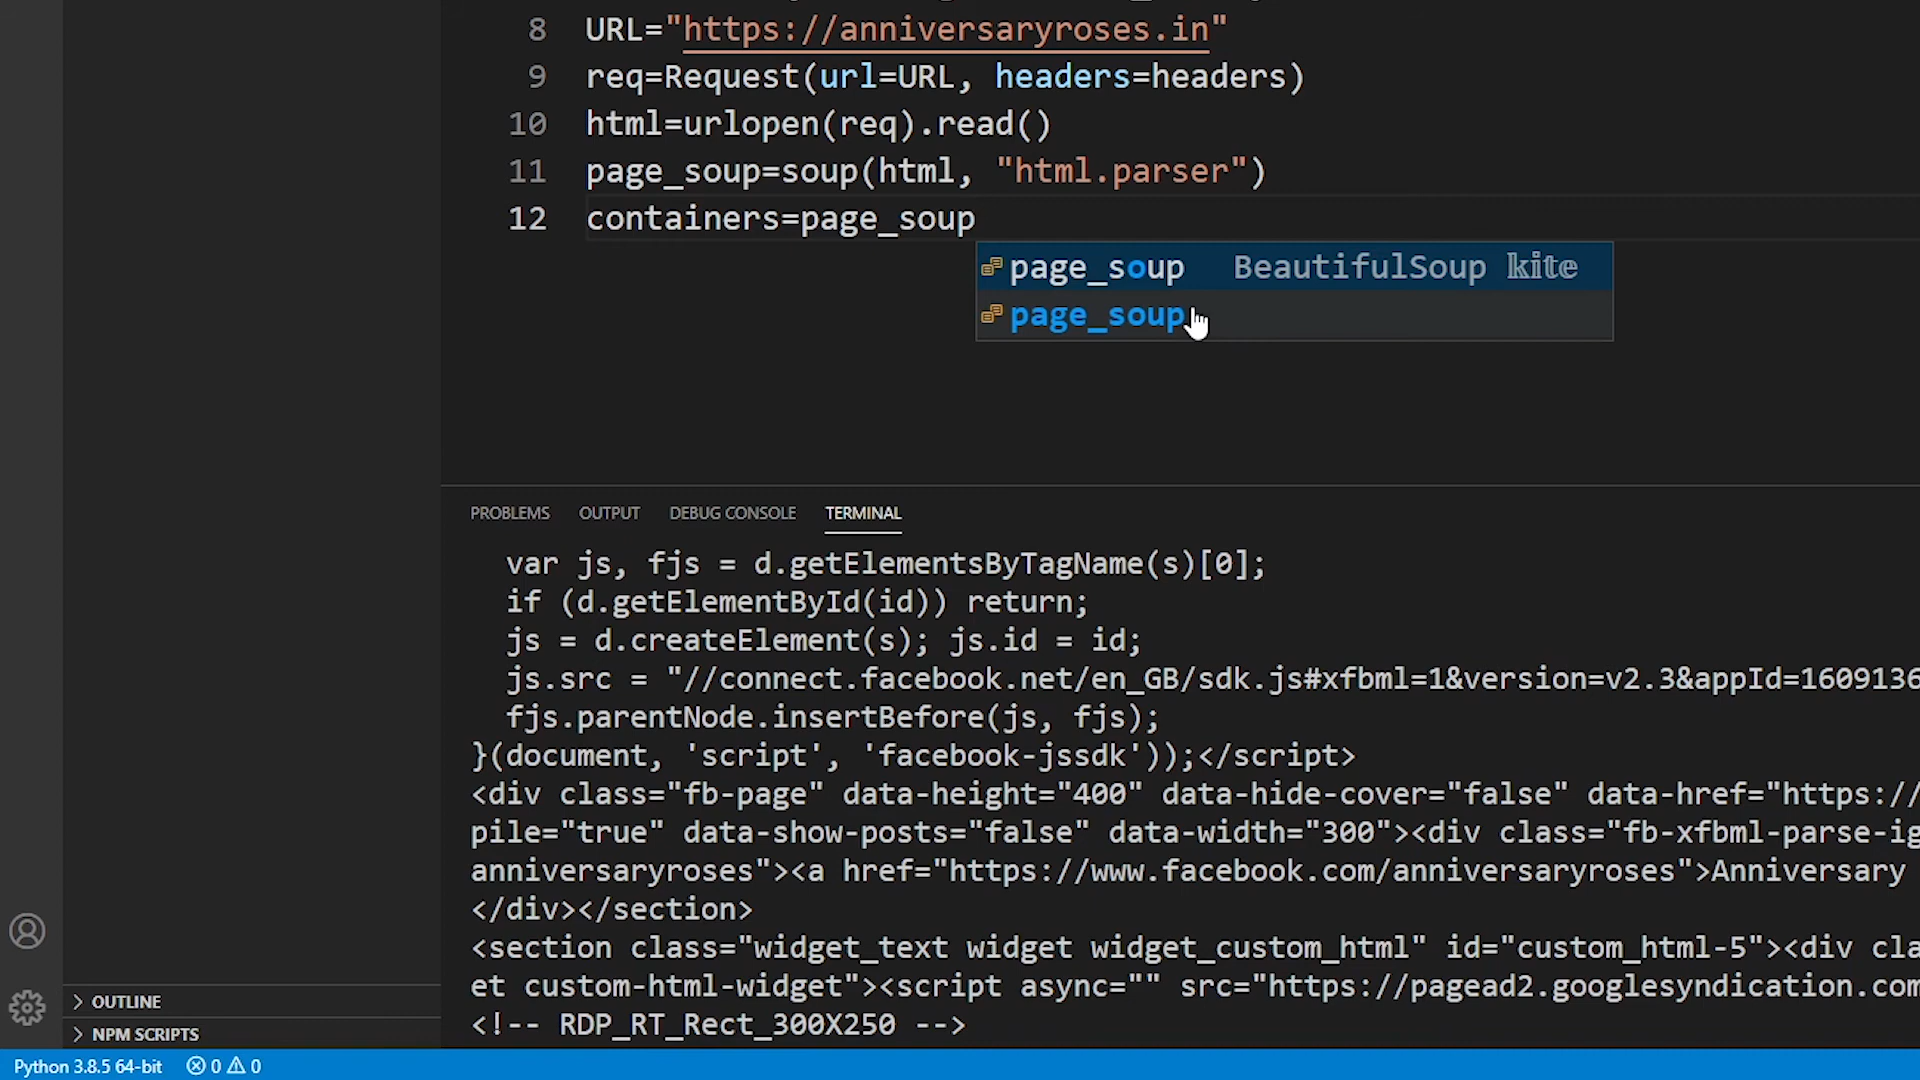 8 URL="https://anniversaryroses.in"
9 req=Request(url=URL, headers=headers)
10 html=urlopen(req).read()
11 page_soup=soup(html, "html.parser")
12 containers=page_soup
page_soup BeautifulSoup kite
page_soup
PROBLEMS OUTPUT DEBUG CONSOLE TERMINAL
var js, fjs = d.getElementsByTagName(s)[0];
if (d.getElementById(id)) return;
js = d.createElement(s); js.id = id;
js.src = "//connect.facebook.net/en_GB/sdk.js#xfbml=1&version=v2.3&appId=1609136
fjs.parentNode.insertBefore(js, fjs);
}(document, 'script', 'facebook-jssdk'));</script>
<div class="fb-page" data-height="400" data-hide-cover="false" data-href="https://
pile="true" data-show-posts="false" data-width="300"><div class="fb-xfbml-parse-ig
anniversaryroses"><a href="https://www.facebook.com/anniversaryroses">Anniversary
</div></section>
<section class="widget_text widget widget_custom_html" id="custom_html-5"><div cla
et custom-html-widget"><script async="" src="https://pagead2.googlesyndication.com
<!-- RDP_RT_Rect_300X250 -->
OUTLINE
NPM SCRIPTS
Python 3.8.5 64-bit 0 0